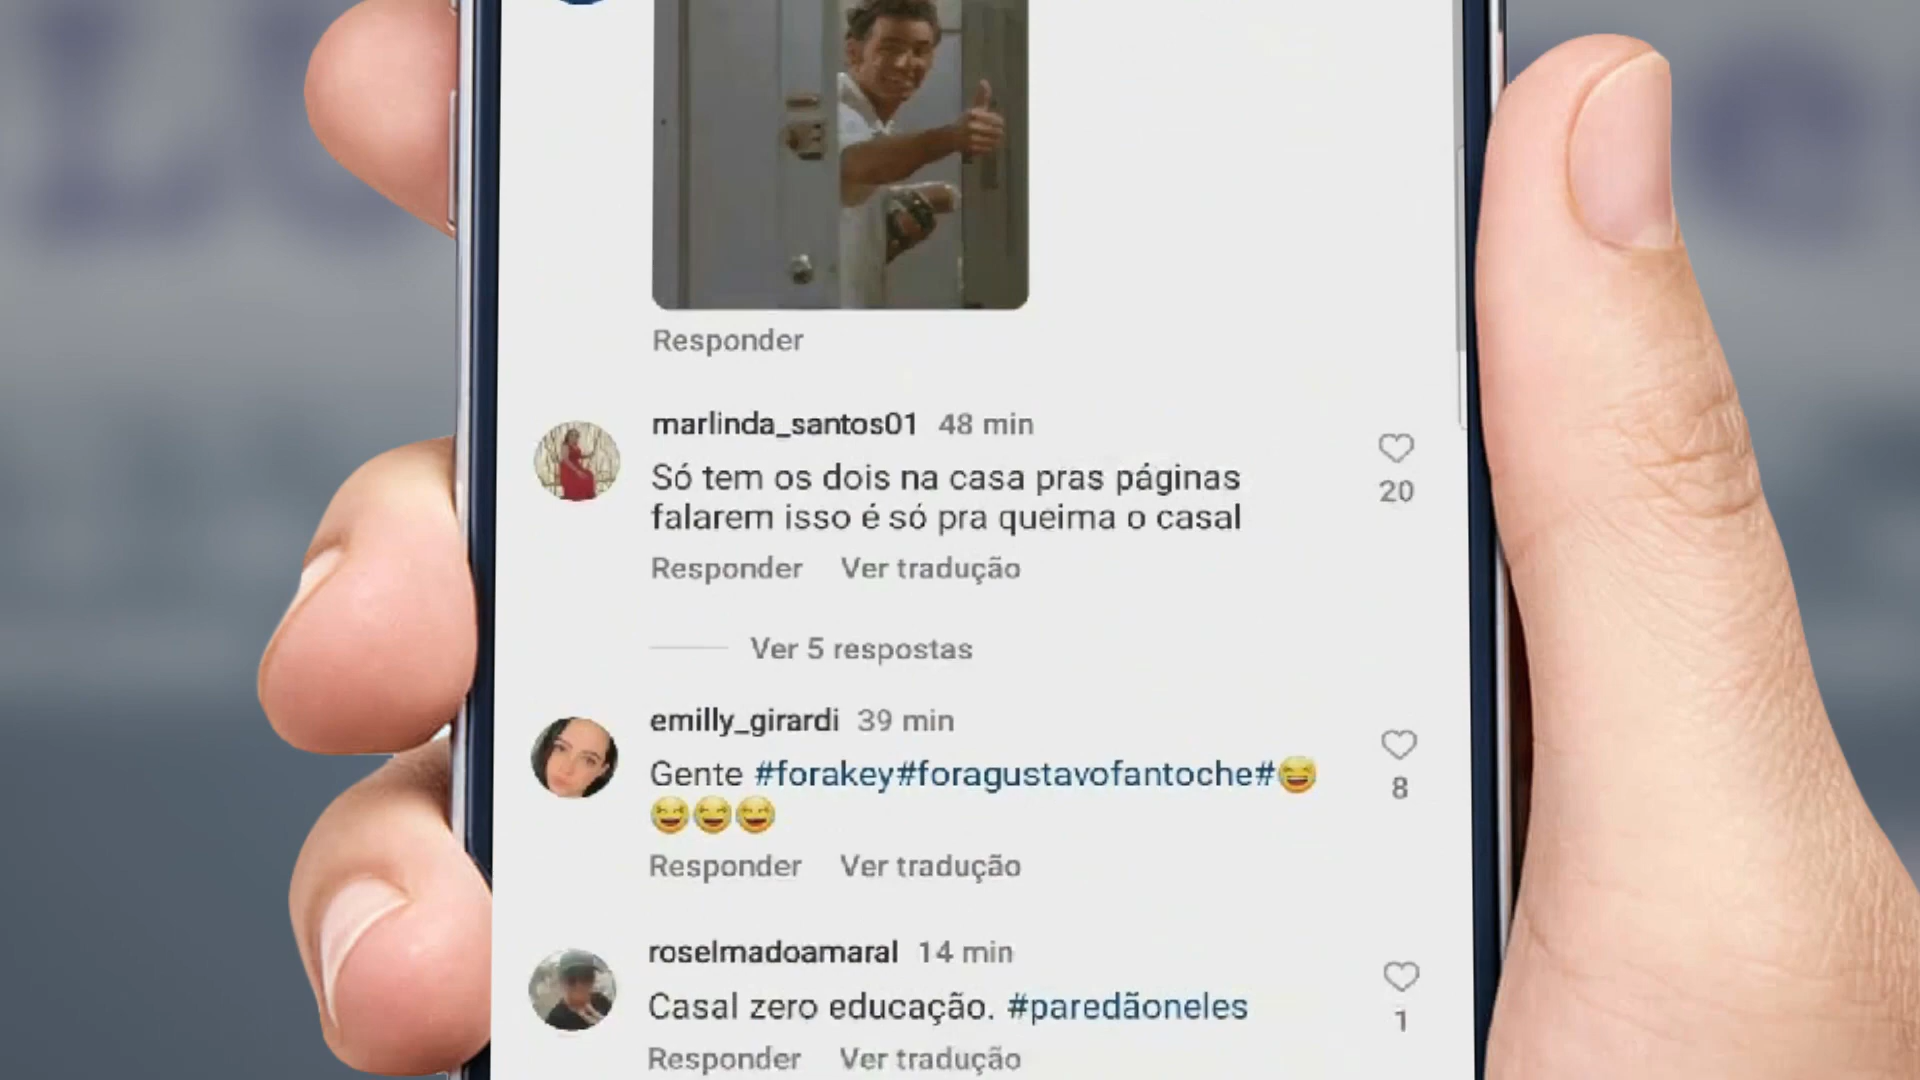 Responder
marlinda_santos01 48 min
Só tem os dois na casa pras páginas
20
falarem isso é só pra queima o casal
Responder Ver tradução
Ver 5 respostas
emilly_girardi 39 min
Gente #forakey#foragustavofantoche#😅
8
😅😅😅
Responder Ver tradução
roselmadoamaral 14 min
Casal zero educação. #paredãoneles
1
Responder Ver tradução